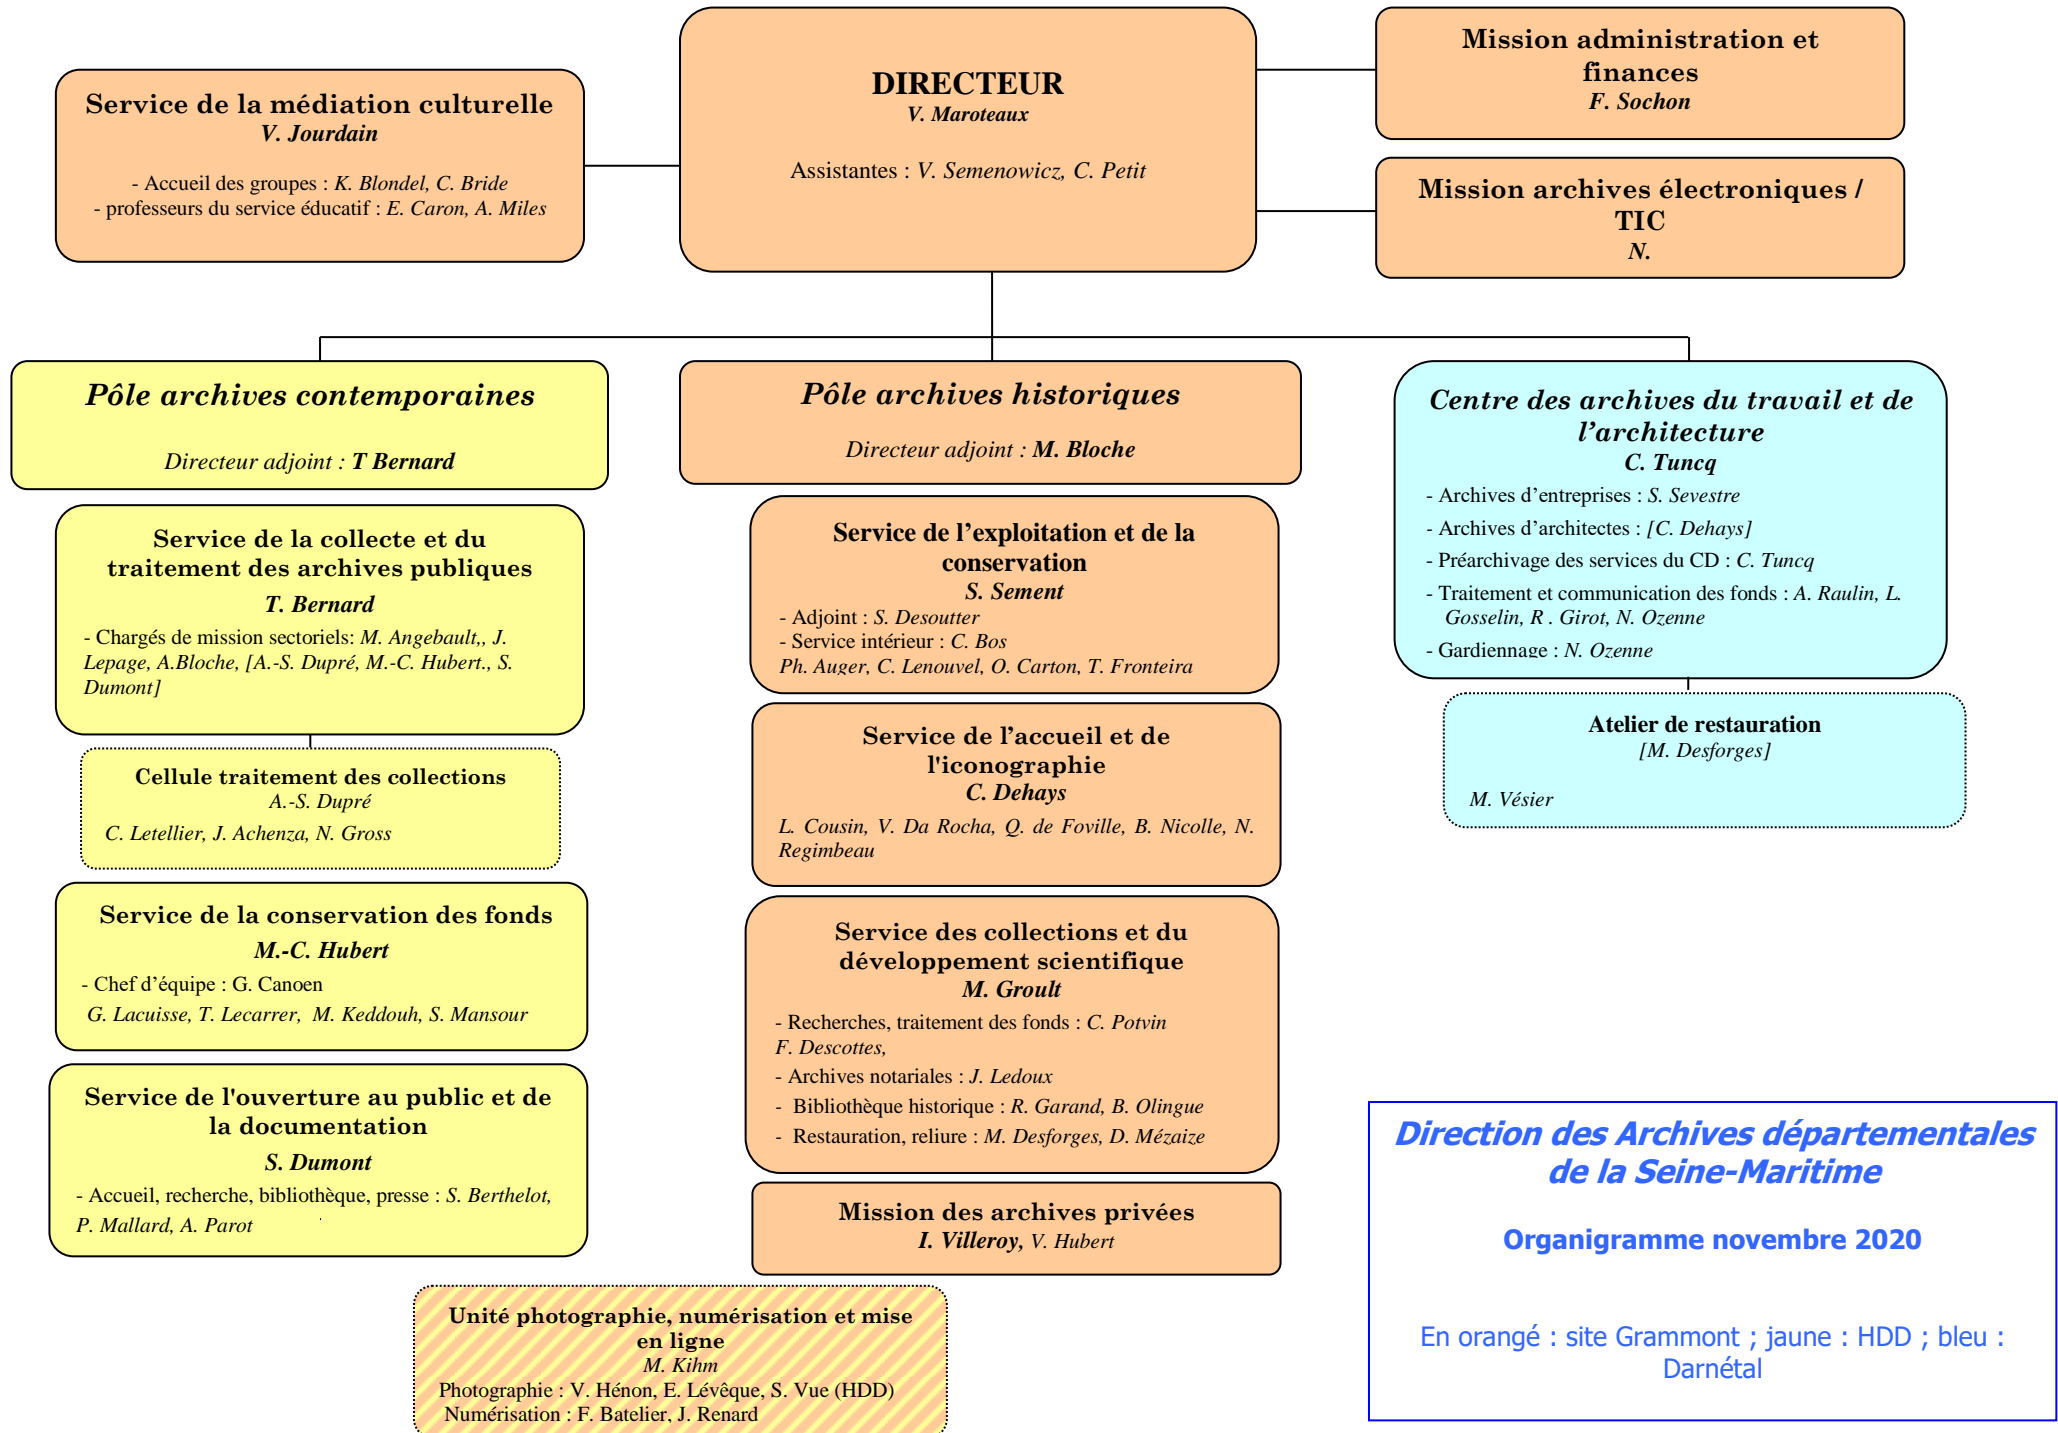 Service de la médiation culturelle
V. Jourdain
- Accueil des groupes : K. Blondel, C. Bride
- professeurs du service éducatif : E. Caron, A. Miles
DIRECTEUR
V. Maroteaux
Assistantes : V. Semenowicz, C. Petit
Mission administration et
finances
F. Sochon
Mission archives électroniques /
TIC
N.
Pôle archives contemporaines
Directeur adjoint : T Bernard
Service de la collecte et du
traitement des archives publiques
T. Bernard
- Chargés de mission sectoriels: M. Angebault,, J.
Lepage, A.Bloche, [A.-S. Dupré, M.-C. Hubert., S.
Dumont]
Cellule traitement des collections
A.-S. Dupré
C. Letellier, J. Achenza, N. Gross
Service de la conservation des fonds
M.-C. Hubert
- Chef d’équipe : G. Canoen
G. Lacuisse, T. Lecarrer, M. Keddouh, S. Mansour
Service de l'ouverture au public et de
la documentation
S. Dumont
- Accueil, recherche, bibliothèque, presse : S. Berthelot,
P. Mallard, A. Parot
Pôle archives historiques
Directeur adjoint : M. Bloche
Service de l’exploitation et de la
conservation
S. Sement
- Adjoint : S. Desoutter
- Service intérieur : C. Bos
Ph. Auger, C. Lenouvel, O. Carton, T. Fronteira
Service de l’accueil et de
l'iconographie
C. Dehays
L. Cousin, V. Da Rocha, Q. de Foville, B. Nicolle, N.
Regimbeau
Service des collections et du
développement scientifique
M. Groult
- Recherches, traitement des fonds : C. Potvin
F. Descottes,
- Archives notariales : J. Ledoux
- Bibliothèque historique : R. Garand, B. Olingue
- Restauration, reliure : M. Desforges, D. Mézaize
Mission des archives privées
I. Villeroy, V. Hubert
Unité photographie, numérisation et mise
en ligne
M. Kihm
Photographie : V. Hénon, E. Lévêque, S. Vue (HDD)
Numérisation : F. Batelier, J. Renard
Centre des archives du travail et de
l’architecture
C. Tuncq
- Archives d’entreprises : S. Sevestre
- Archives d’architectes : [C. Dehays]
- Préarchivage des services du CD : C. Tuncq
- Traitement et communication des fonds : A. Raulin, L.
Gosselin, R . Girot, N. Ozenne
- Gardiennage : N. Ozenne
Atelier de restauration
[M. Desforges]
M. Vésier
Direction des Archives départementales
de la Seine-Maritime
Organigramme novembre 2020
En orangé : site Grammont ; jaune : HDD ; bleu :
Darnétal